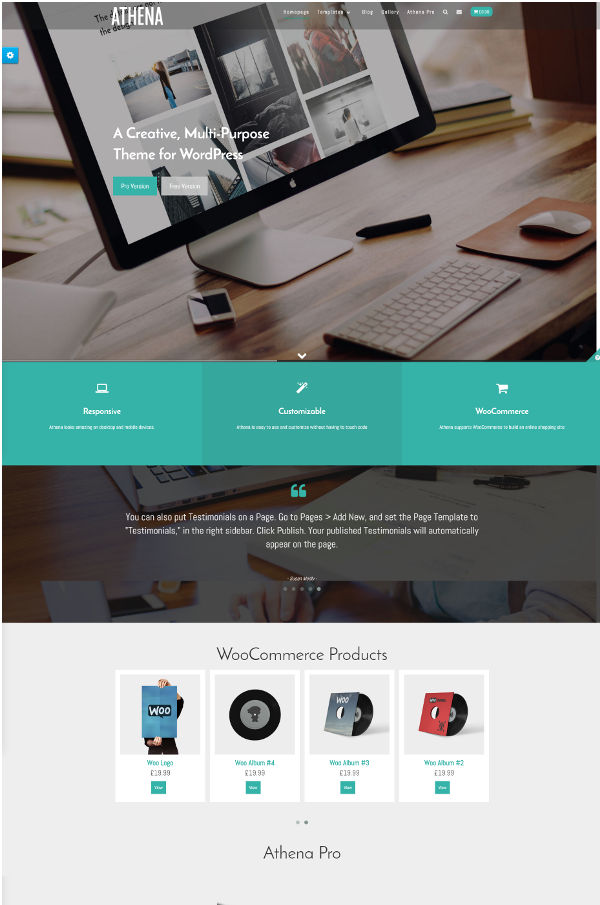 ATHENA
Homepage Templates Blog Gallery Athena Pro £0.00
A Creative, Multi-Purpose
Theme for WordPress
Pro Version Free Version
Responsive Customizable WooCommerce
Athena looks amazing on desktop and mobile devices. Athena is easy to use and customize without having to touch code Athena supports WooCommerce to build an online shopping site
You can also put Testimonials on a Page. Go to Pages > Add New, and set the Page Template to
"Testimonials," in the right sidebar. Click Publish. Your published Testimonials will automatically
appear on the page.
WooCommerce Products
WOO WOO
Woo Logo Woo Album #4 Woo Album #3 Woo Album #2
£19.99 £19.99 £19.99 £19.99
View View View View
Athena Pro